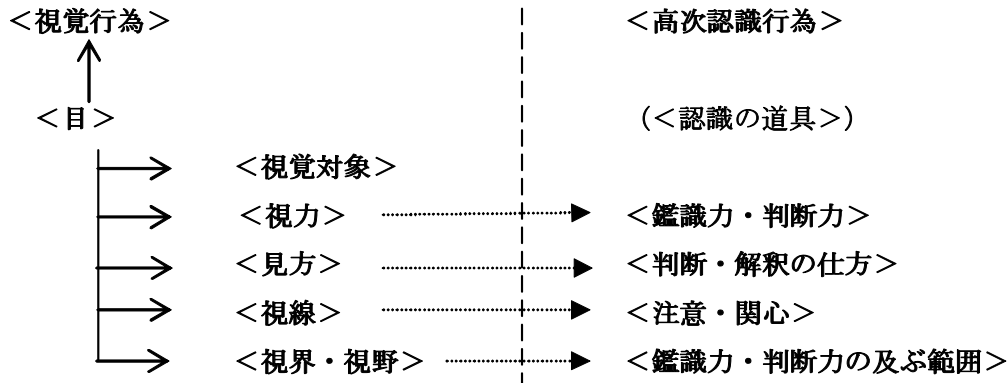 ＜視覚行為＞ ＜高次認識行為＞
＜目＞ （＜認識の道具＞）
＜視覚対象＞
＜視力＞ ＜鑑識力・判断力＞
＜見方＞ ＜判断・解釈の仕方＞
＜視線＞ ＜注意・関心＞
＜視界・視野＞ ＜鑑識力・判断力の及ぶ範囲＞